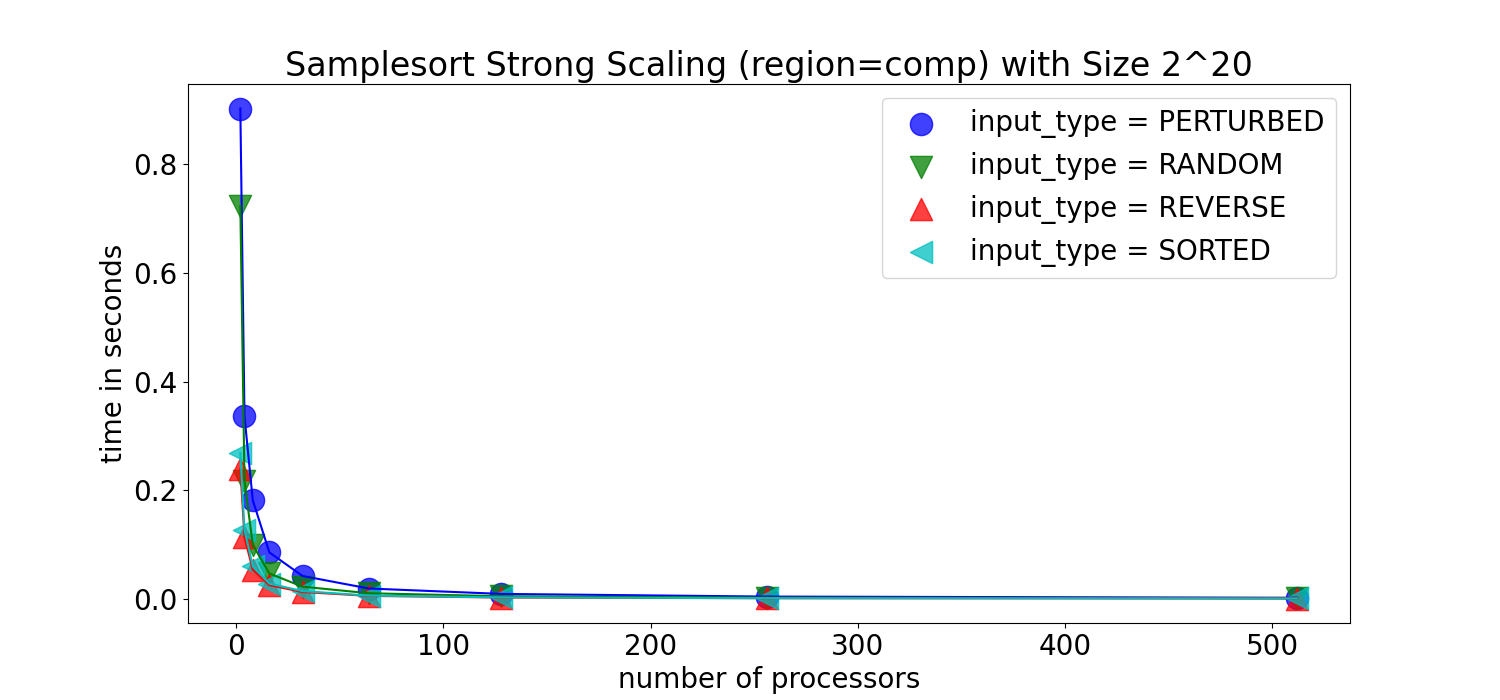 Samplesort Strong Scaling (region=comp) with Size 2^20
input_type = PERTURBED
input_type = RANDOM
input_type = REVERSE
input_type = SORTED
time in seconds
0.8
0.6
0.4
0.2
0.0
0 100 200 300 400 500
number of processors